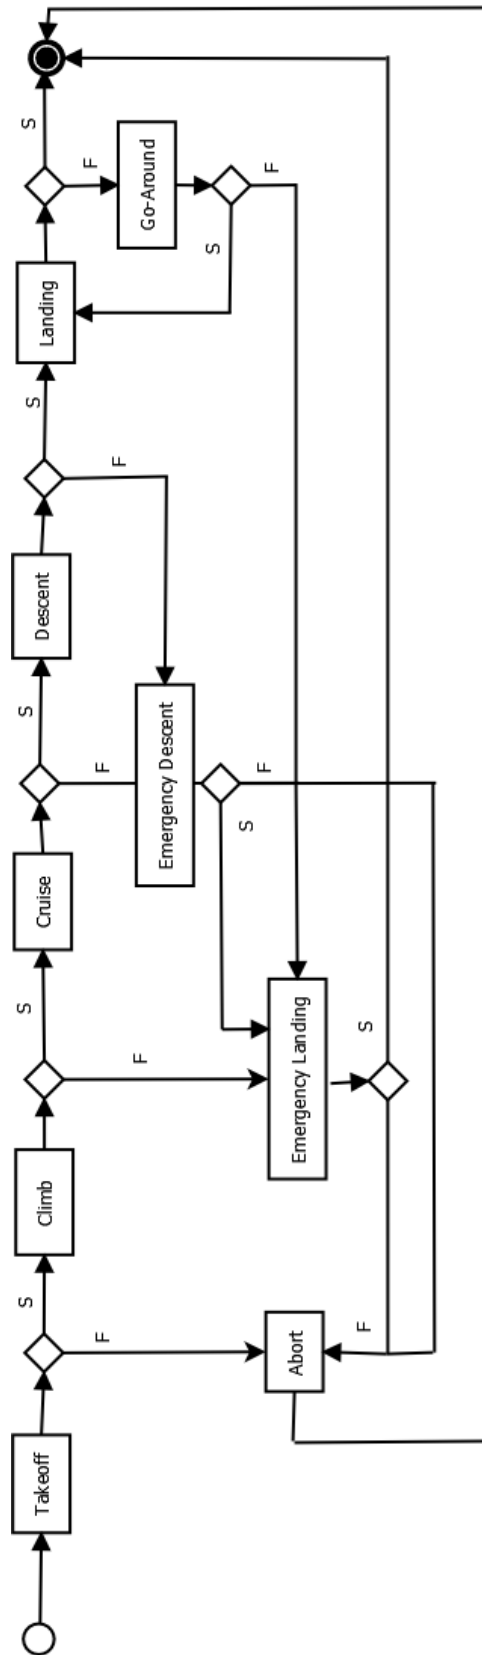 Takeoff
S
Climb
S
Cruise
S
Descent
S
Landing
S
F
F
F
F
F
Go-Around
S
F
Emergency Descent
S
F
Emergency Landing
S
F
Abort